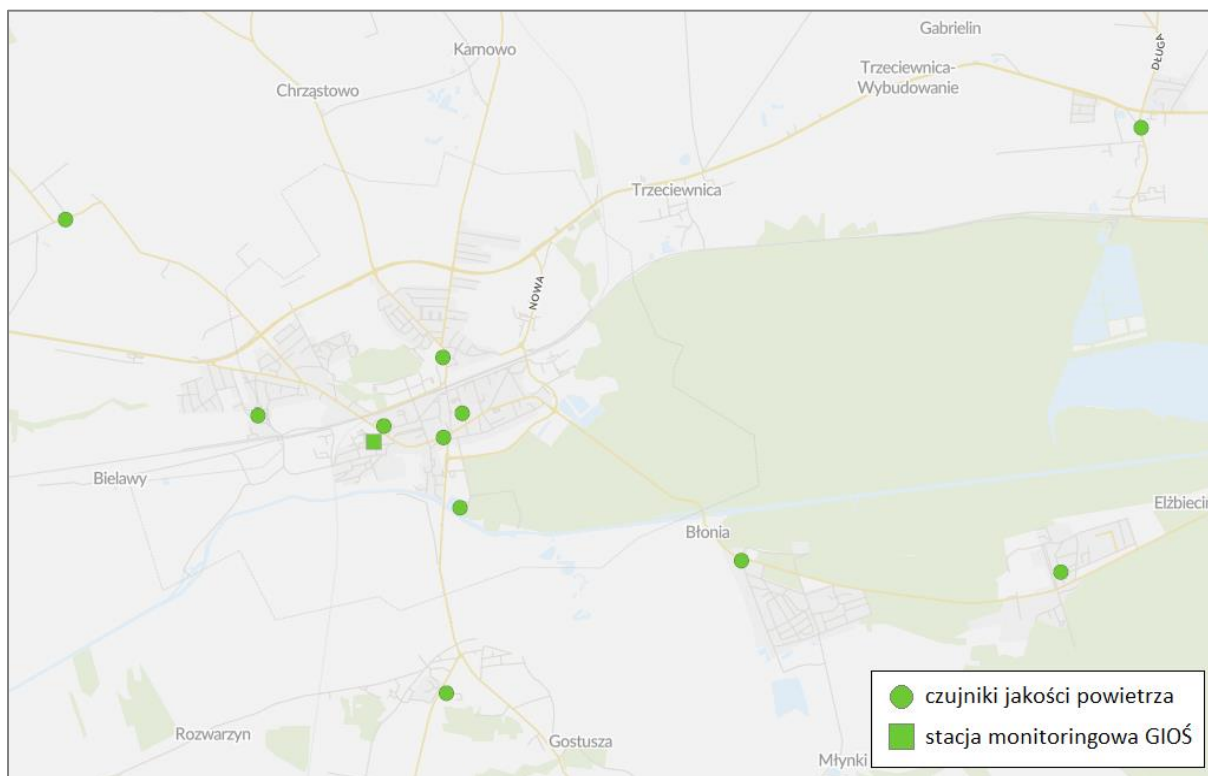 Gabrielin
Karnowo
DŁUGA
Trzeciewnica-
Wybudowanie
Chrząstowo
Trzeciewnica
NOWA
Bielawy
Elżbiecin
Błonia
czujniki jakości powietrza
Rozwarzyn
Gostusza
stacja monitoringowa GIOŚ
Młynki